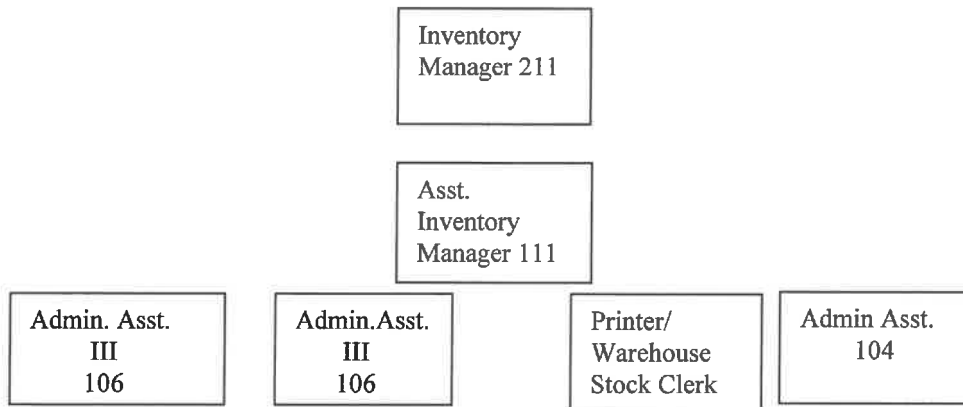 Inventory
Manager 211
Asst.
Inventory
Manager 111
Admin. Asst.
III
106
Admin.Asst.
III
106
Printer/
Warehouse
Stock Clerk
Admin Asst.
104